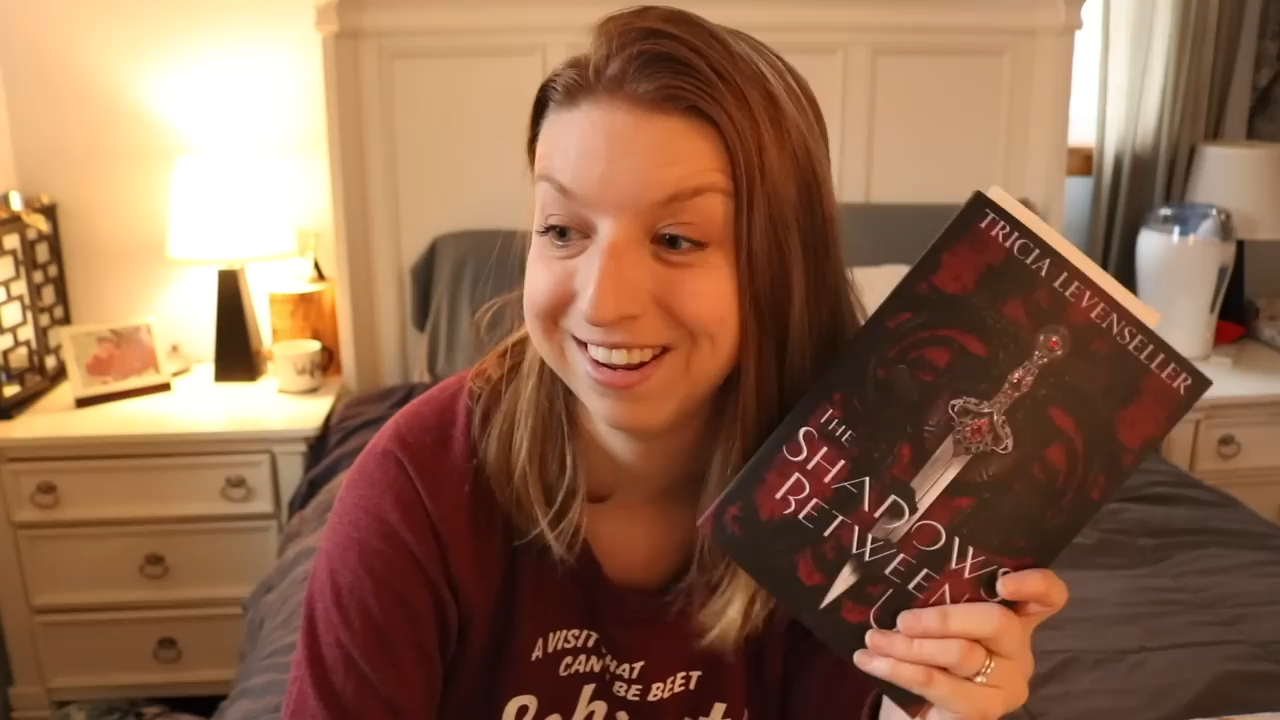 TRICIA LEVENSELLER
THE
SHADOWS
BETWEEN
A VISIT
CAN
BE BEET